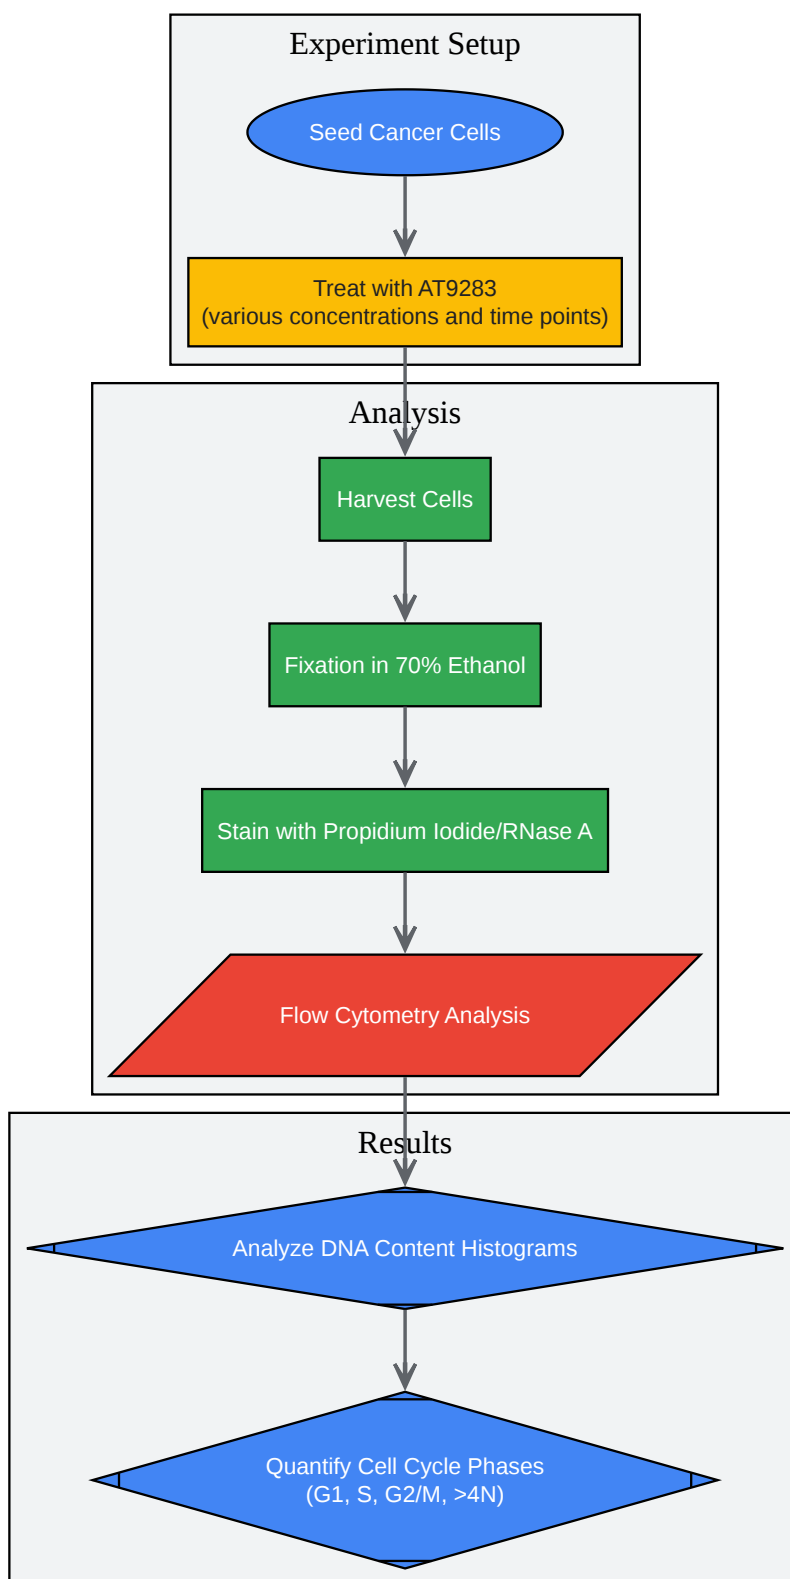 Experiment Setup
Seed Cancer Cells
Treat with AT9283
(various concentrations and time points)
Analysis
Harvest Cells
Fixation in 70% Ethanol
Stain with Propidium Iodide/RNase A
Flow Cytometry Analysis
Results
Analyze DNA Content Histograms
Quantify Cell Cycle Phases
(G1, S, G2/M, >4N)